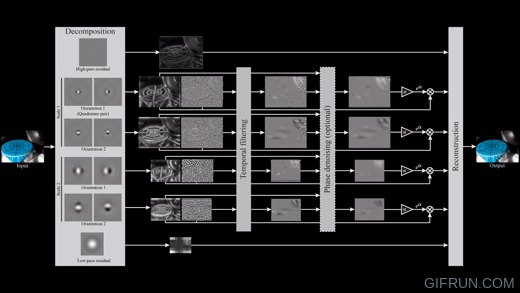 Decomposition
High-pass residual
Scale 1
Orientation 1
(Quadrature pair)
Orientation 2
Scale 2
Orientation 1
Orientation 2
Low-pass residual
Input
Temporal filtering
Phase denoising (optional)
Reconstruction
Output
GIFRUN.COM